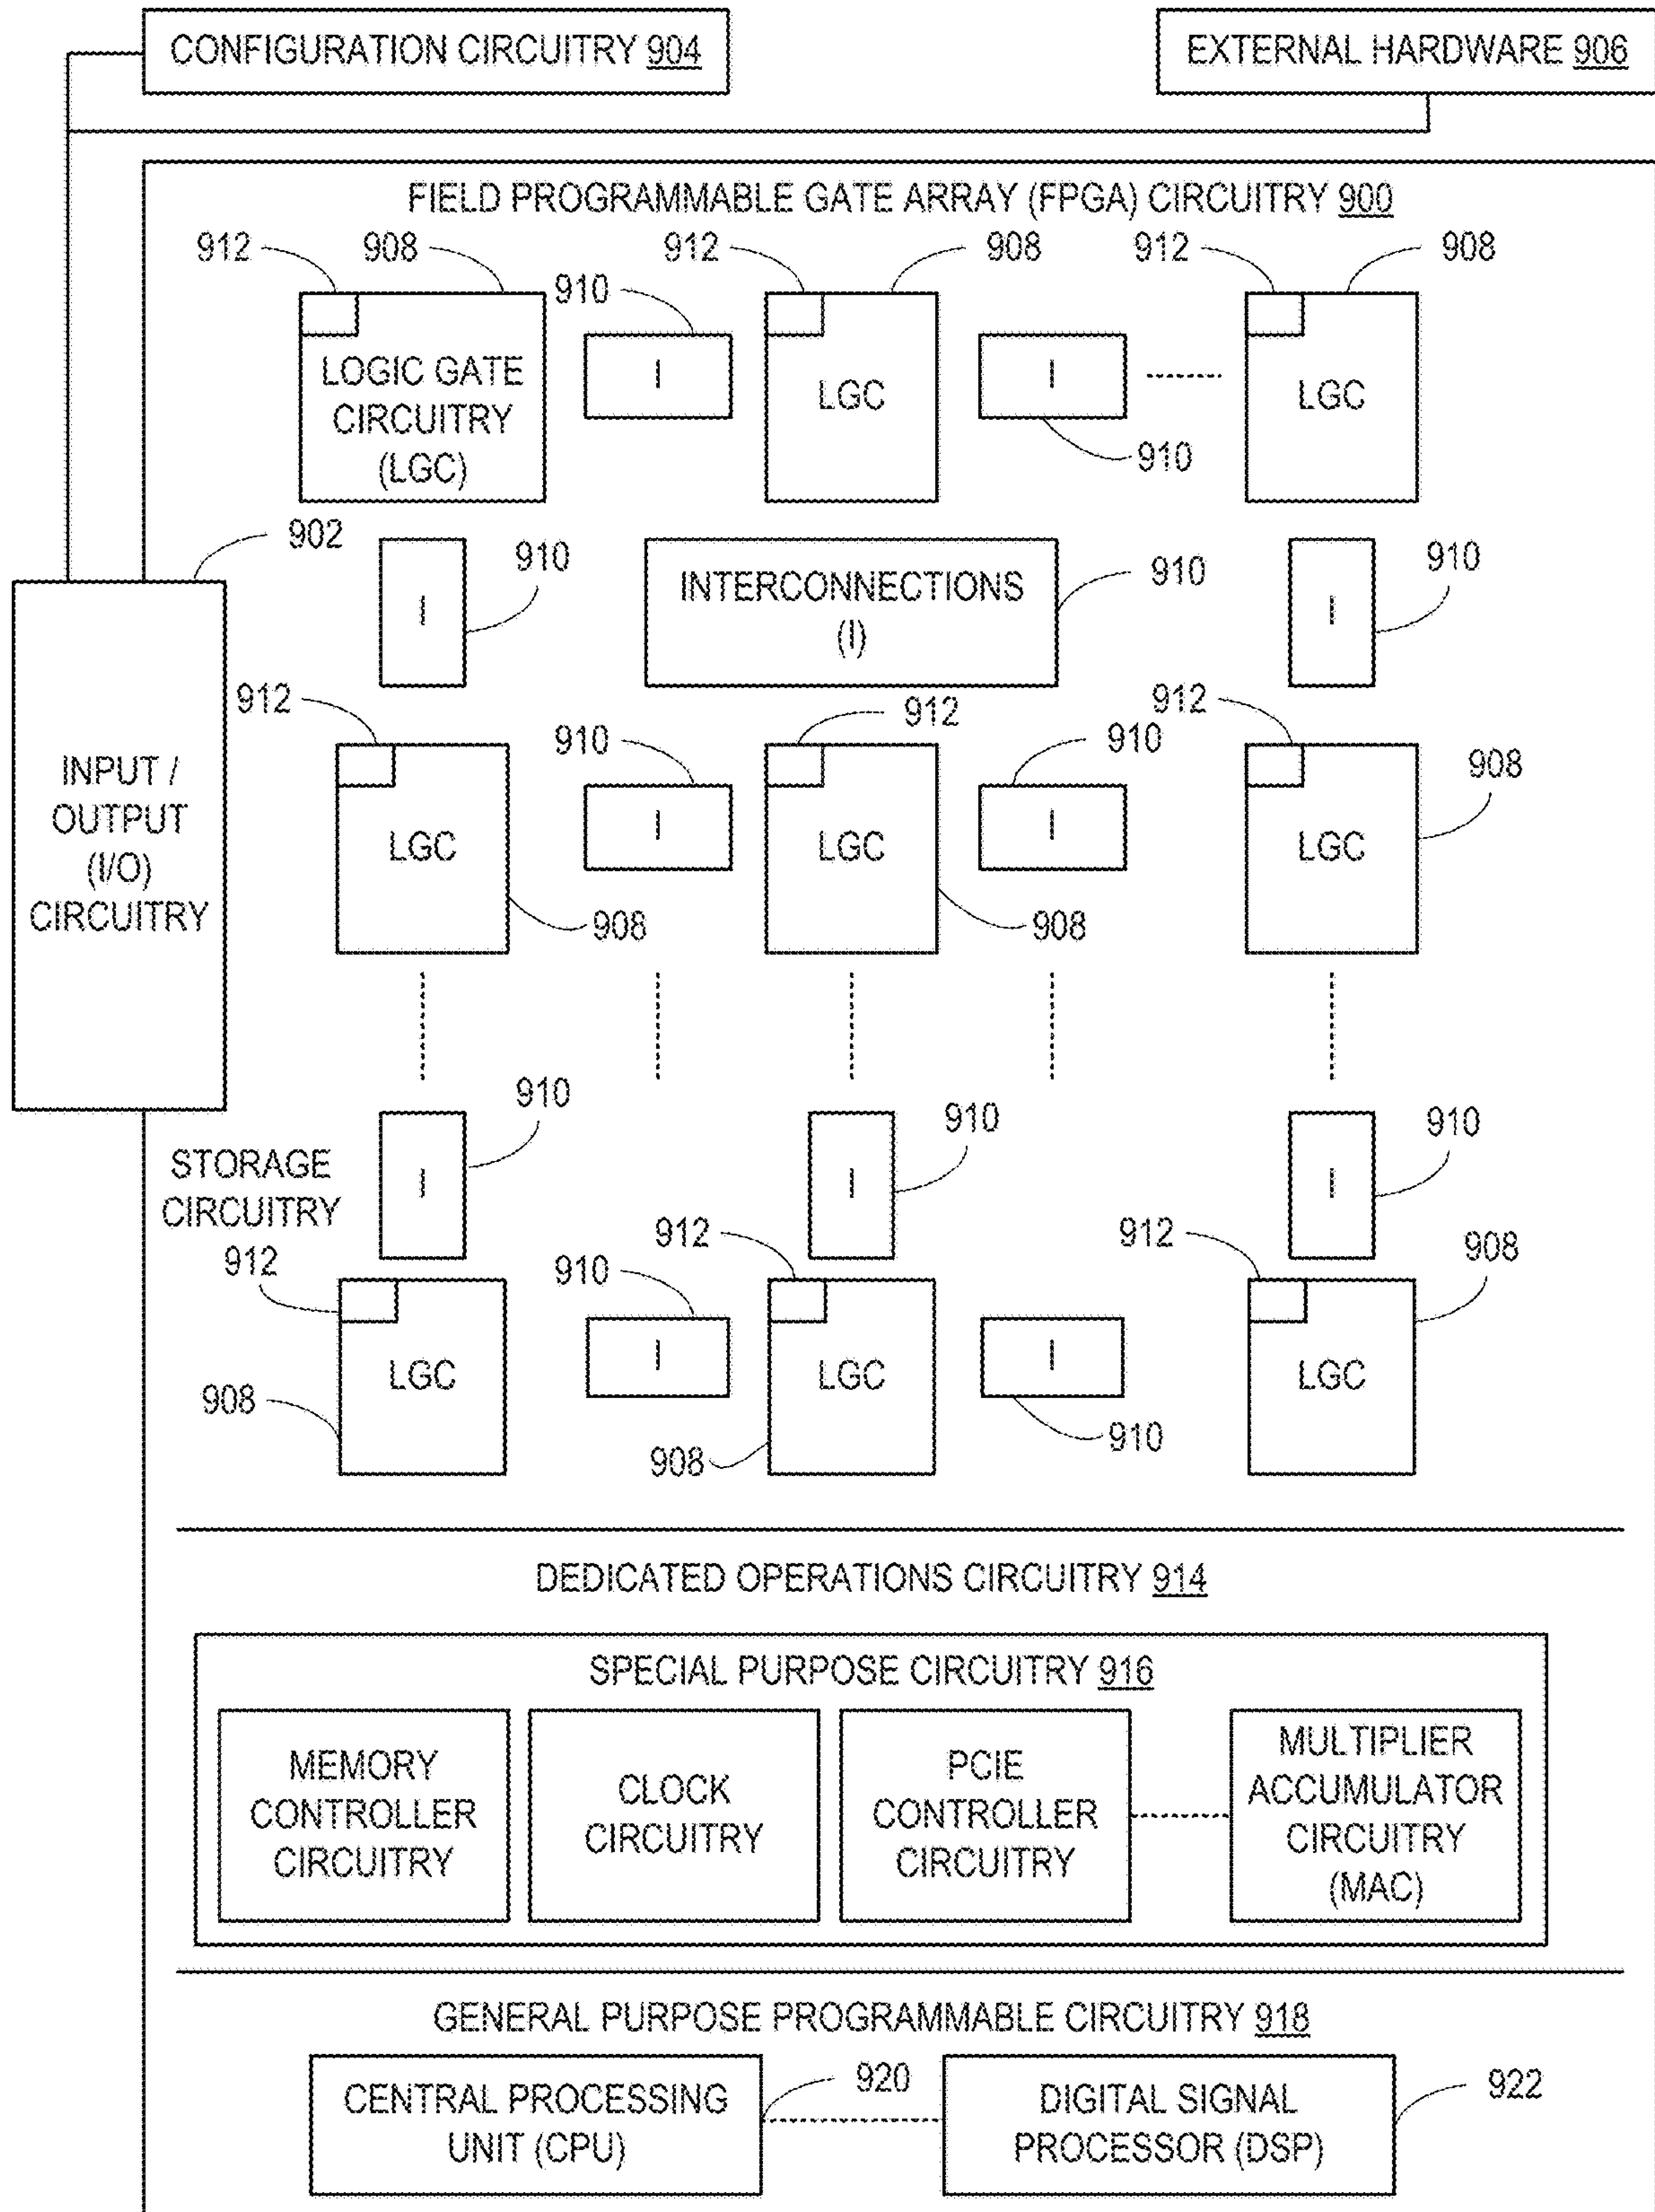 CONFIGURATION CIRCUITRY 904
EXTERNAL HARDWARE 906
FIELD PROGRAMMABLE GATE ARRAY (FPGA) CIRCUITRY 900
912
908
912
908
912
908
910
LOGIC GATE
CIRCUITRY
(LGC)
I
LGC
I
LGC
910
902
910
910
910
I
INTERCONNECTIONS
(I)
I
912
912
912
910
910
908
INPUT /
OUTPUT
(I/O)
CIRCUITRY
LGC
I
LGC
I
LGC
908
908
910
910
910
STORAGE
CIRCUITRY
912
I
I
I
912
912
908
910
LGC
I
LGC
I
LGC
908
908
910
DEDICATED OPERATIONS CIRCUITRY 914
SPECIAL PURPOSE CIRCUITRY 916
MEMORY
CONTROLLER
CIRCUITRY
CLOCK
CIRCUITRY
PCIE
CONTROLLER
CIRCUITRY
MULTIPLIER
ACCUMULATOR
CIRCUITRY
(MAC)
GENERAL PURPOSE PROGRAMMABLE CIRCUITRY 918
CENTRAL PROCESSING
UNIT (CPU)
920
DIGITAL SIGNAL
PROCESSOR (DSP)
922